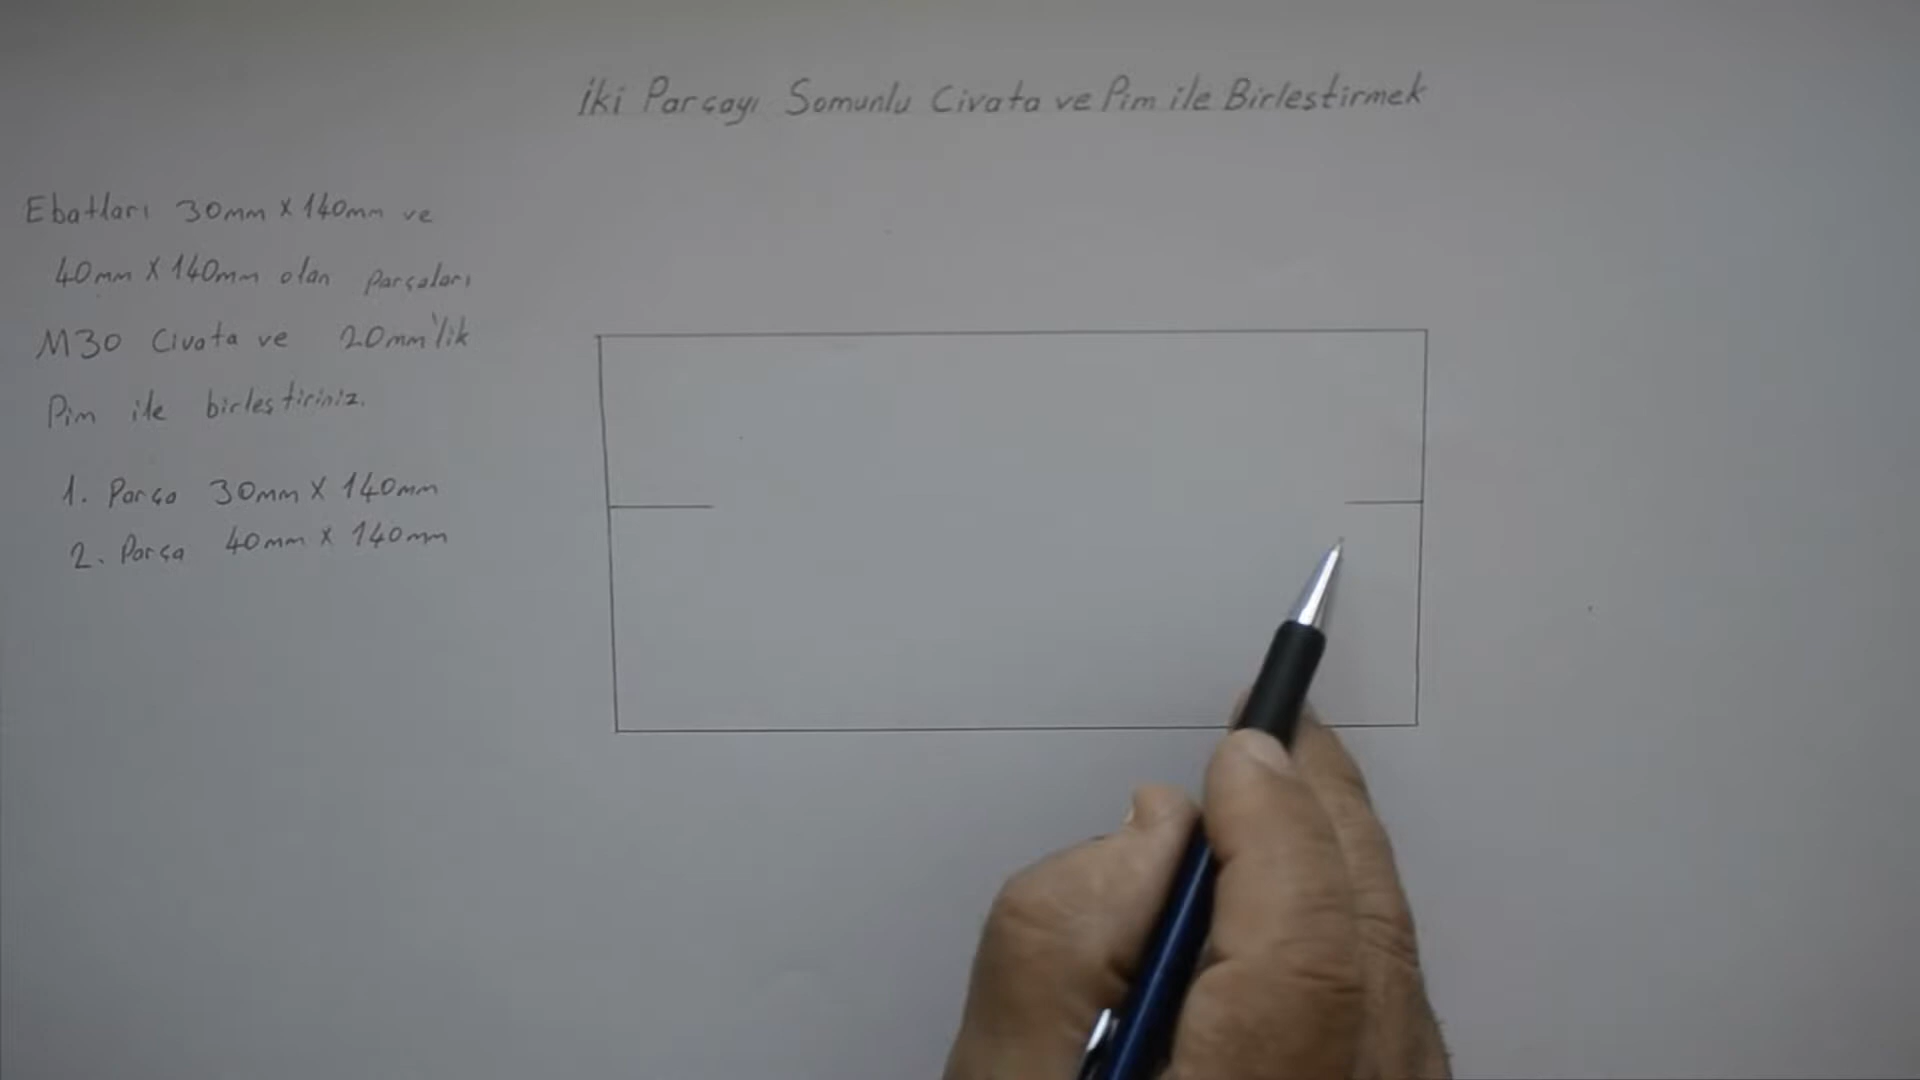 İki Parçayı Somunlu Civata ve Pim ile Birleştirmek
Ebatları 30mm X 140mm ve
40mm X 140mm olan parçaları
M30 Civata ve 20mm'lik
Pim ile birleştiriniz.
1. Parça 30mm X 140mm
2. Parça 40mm X 140mm